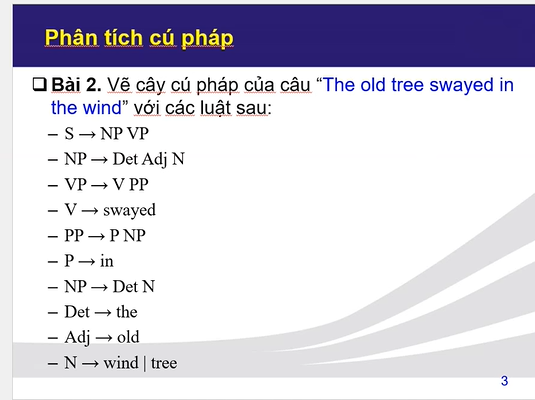 Phân tích cú pháp
❑ Bài 2. Vẽ cây cú pháp của câu “The old tree swayed in
the wind” với các luật sau:
– S → NP VP
– NP → Det Adj N
– VP → V PP
– V → swayed
– PP → P NP
– P → in
– NP → Det N
– Det → the
– Adj → old
– N → wind | tree
3